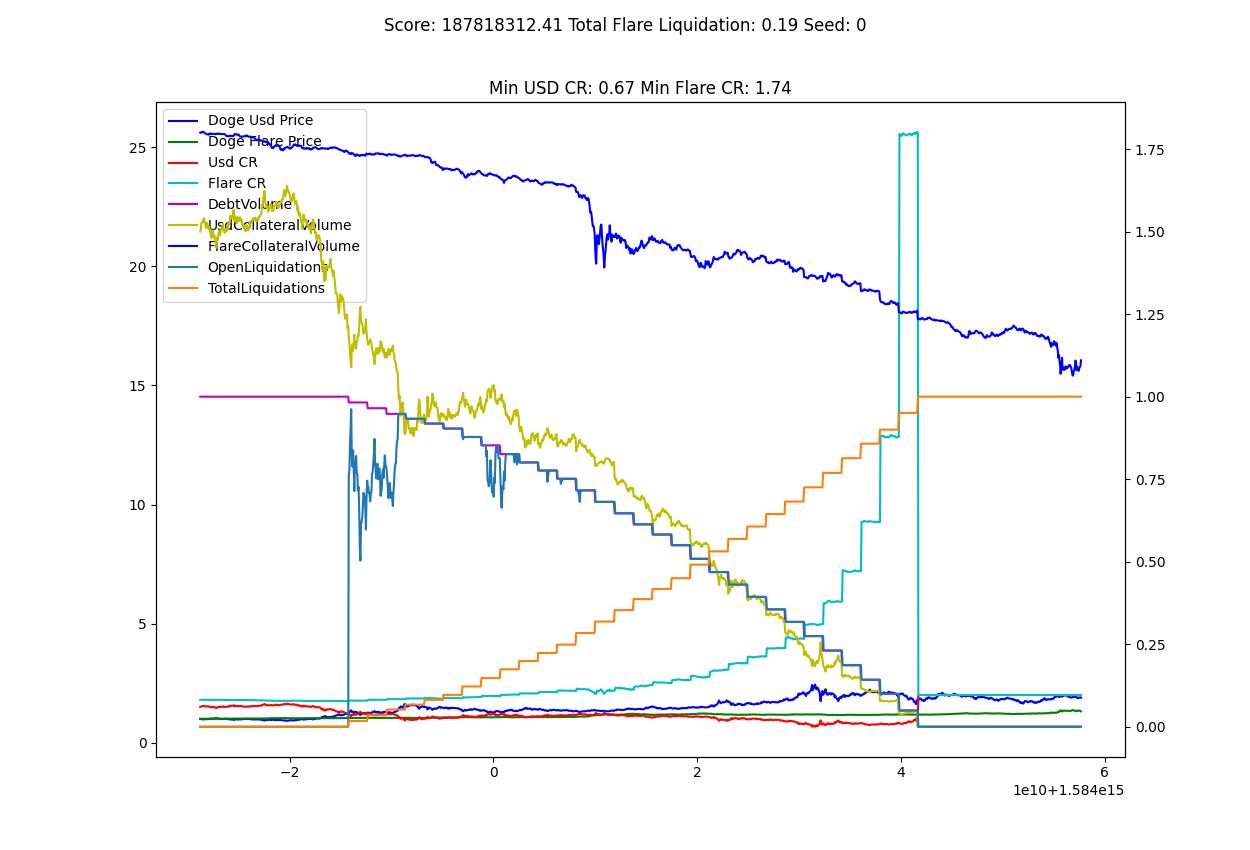 Score: 187818312.41 Total Flare Liquidation: 0.19 Seed: 0
Min USD CR: 0.67 Min Flare CR: 1.74
Doge Usd Price
Doge Flare Price
Usd CR
Flare CR
DebtVolume
UsdCollateralVolume
FlareCollateralVolume
OpenLiquidations
TotalLiquidations
25
20
15
10
5
0
1.75
1.50
1.25
1.00
0.75
0.50
0.25
0.00
−2
0
2
4
6
1e10+1.584e15